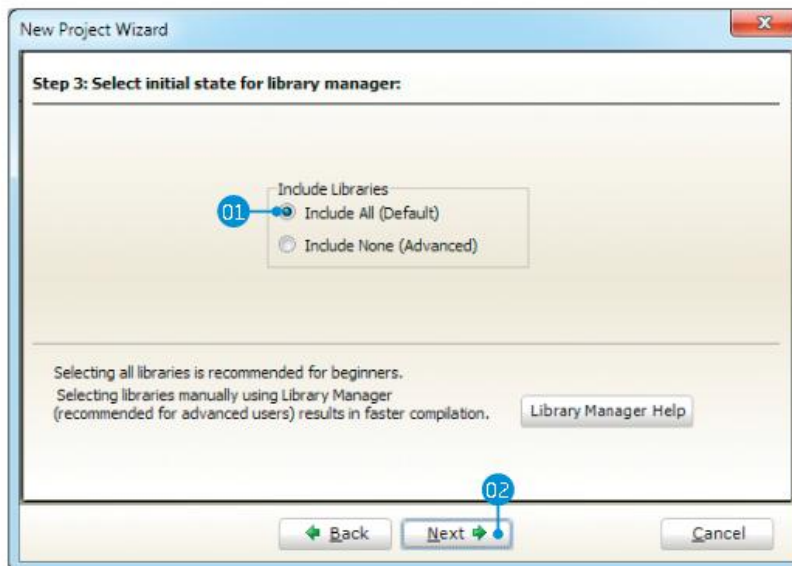 New Project Wizard
Step 3: Select initial state for library manager:
Include Libraries
01
Include All (Default)
Include None (Advanced)
Selecting all libraries is recommended for beginners.
Selecting libraries manually using Library Manager
(recommended for advanced users) results in faster compilation.
Library Manager Help
02
Back
Next
Cancel